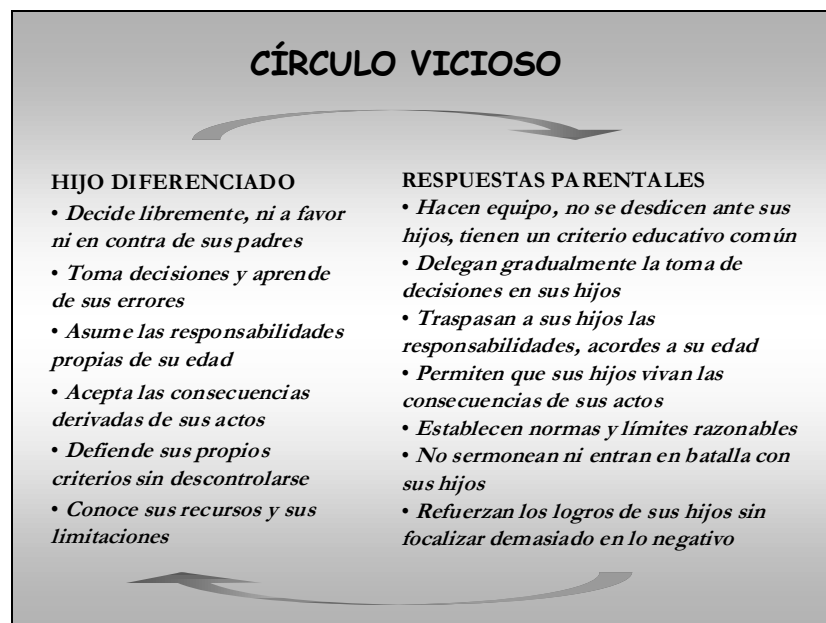 CÍRCULO VICIOSO
HIJO DIFERENCIADO
• Decide libremente, ni a favor
ni en contra de sus padres
• Toma decisiones y aprende
de sus errores
• Asume las responsabilidades
propias de su edad
• Acepta las consecuencias
derivadas de sus actos
• Defiende sus propios
criterios sin descontrolarse
• Conoce sus recursos y sus
limitaciones
RESPUESTAS PARENTALES
• Hacen equipo, no se desdicen ante sus
hijos, tienen un criterio educativo común
• Delegan gradualmente la toma de
decisiones en sus hijos
• Traspasan a sus hijos las
responsabilidades, acordes a su edad
• Permiten que sus hijos vivan las
consecuencias de sus actos
• Establecen normas y límites razonables
• No sermonean ni entran en batalla con
sus hijos
• Refuerzan los logros de sus hijos sin
focalizar demasiado en lo negativo